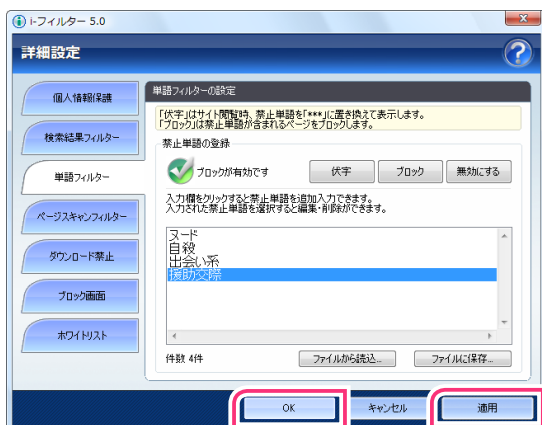 i-フィルター 5.0
詳細設定
?
個人情報保護
検索結果フィルター
単語フィルター
ページスキャンフィルター
ダウンロード禁止
ブロック画面
ホワイトリスト
単語フィルターの設定
「伏字」はサイト閲覧時、禁止単語を「***」に置き換えて表示します。
「ブロック」は禁止単語が含まれるページをブロックします。
禁止単語の登録
ブロックが有効です 伏字 ブロック 無効にする
入力欄をクリックすると禁止単語を追加入力できます。
入力された禁止単語を選択すると編集・削除ができます。
ヌード
自殺
出会い系
援助交際
件数 4件 ファイルから読込... ファイルに保存...
OK キャンセル 適用